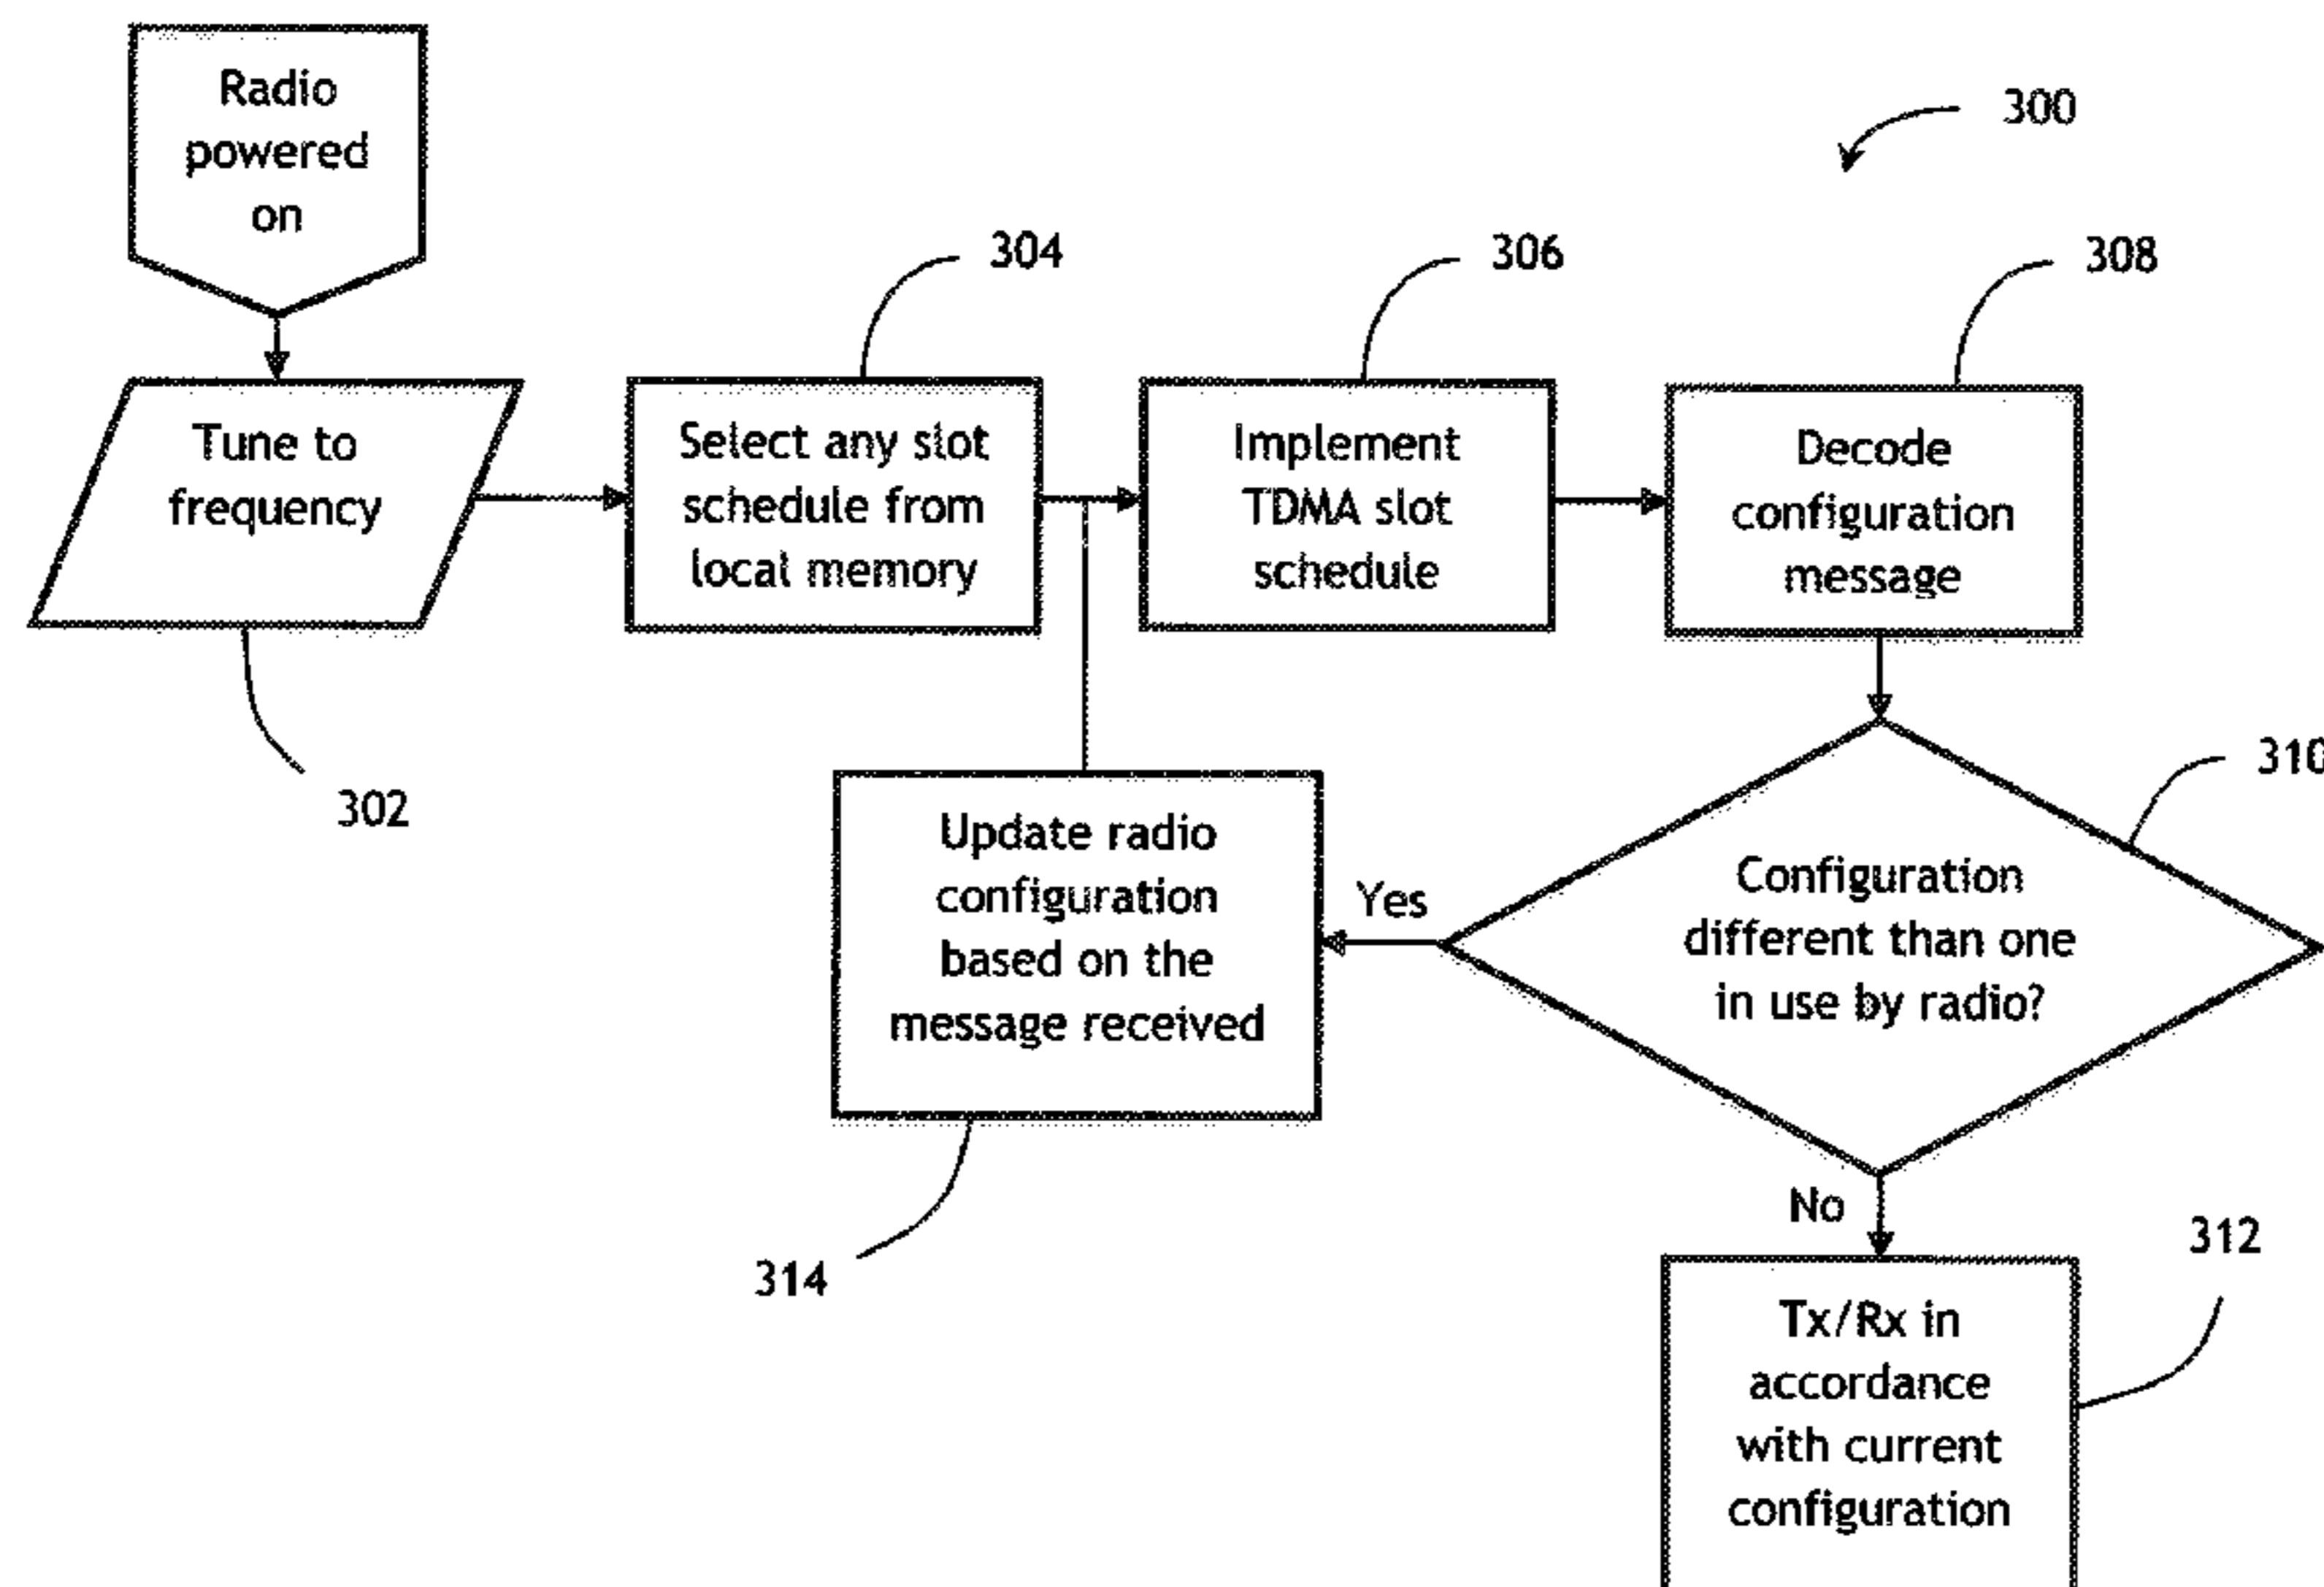 Radio
powered
on
300
304
306
308
Tune to
frequency
302
Select any slot
schedule from
local memory
Implement
TDMA slot
schedule
Decode
configuration
message
310
Configuration
different than one
in use by radio?
Yes
Update radio
configuration
based on the
message received
314
No
312
Tx/Rx in
accordance
with current
configuration